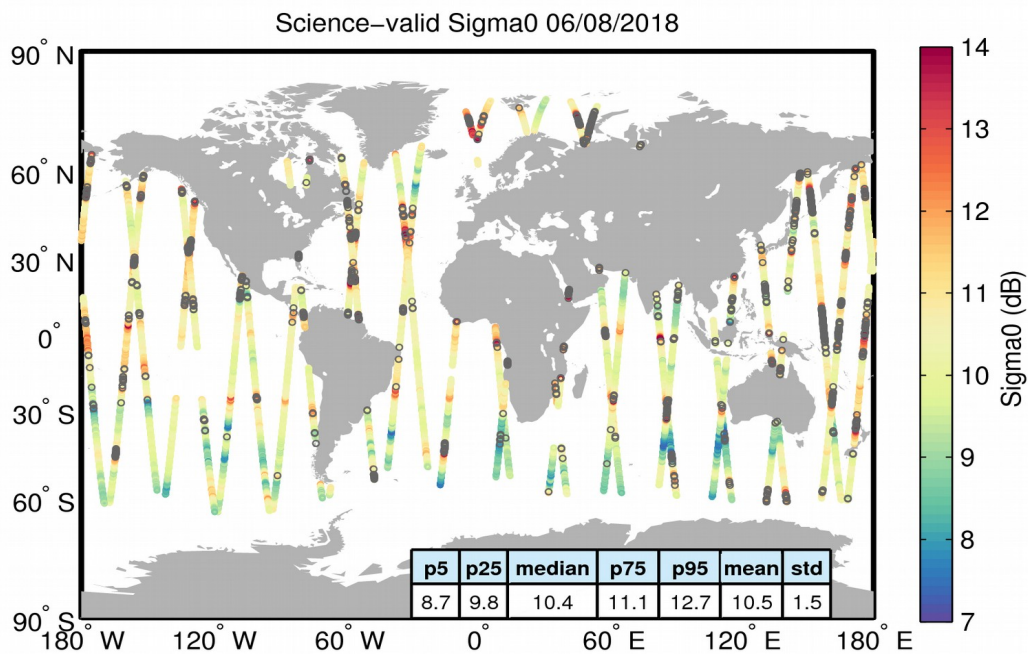 Science−valid Sigma0 06/08/2018
90° N
60° N
30° N
0°
30° S
60° S
90° S
180° W
120° W
60° W
0°
60° E
120° E
180° E
14
13
12
11
10
9
8
7
Sigma0 (dB)
p5 p25 median p75 p95 mean std
8.7 9.8 10.4 11.1 12.7 10.5 1.5